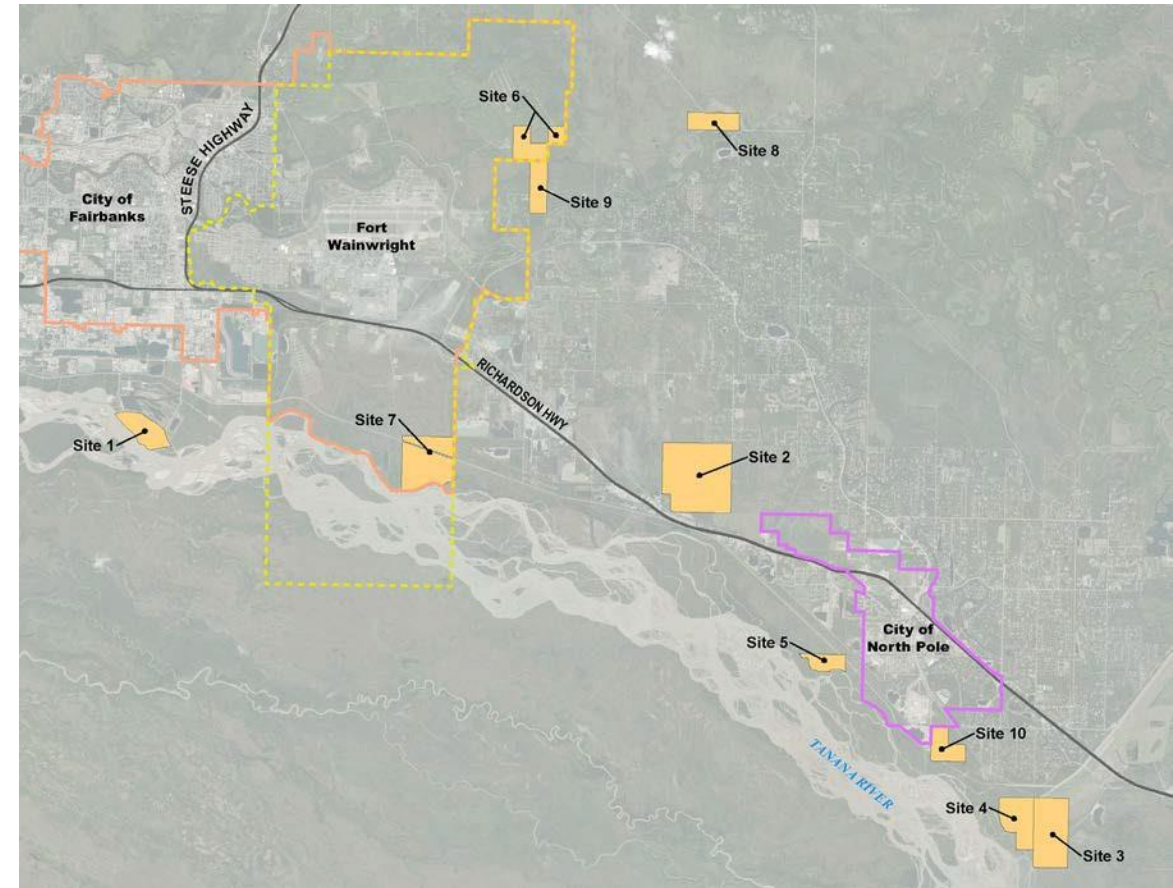 Site 6
STEESE HIGHWAY
Site 8
City of
Fairbanks
Site 9
Fort
Wainwright
RICHARDSON HWY
Site 7
Site 1
Site 2
City of
North Pole
Site 5
Site 10
TANANA RIVER
Site 4
Site 3